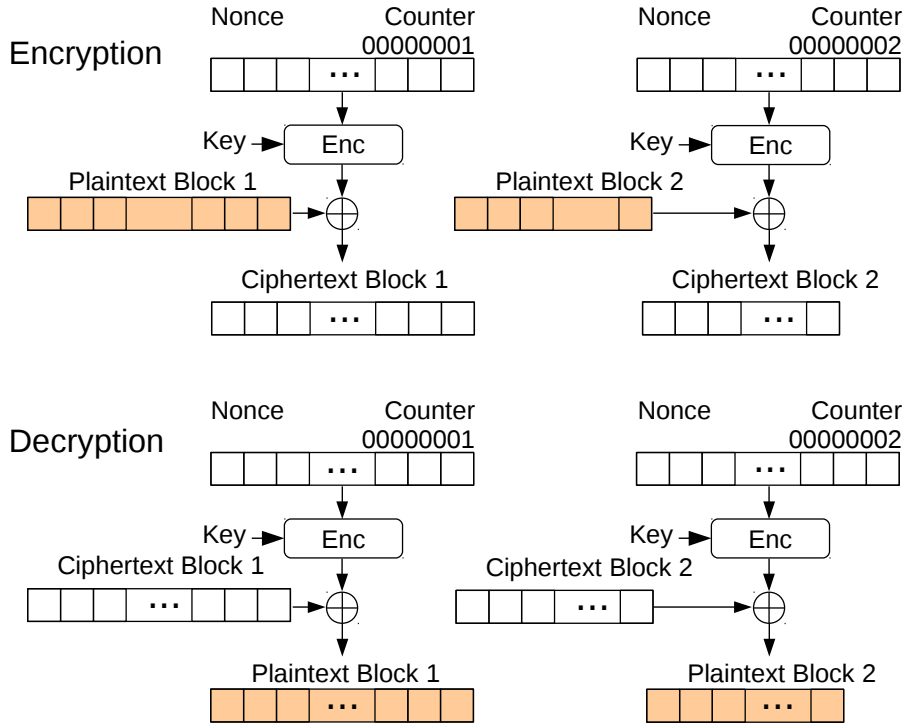 Nonce Counter Nonce Counter
Encryption 00000001 00000002
...
...
Key Enc Key Enc
Plaintext Block 1 Plaintext Block 2
Ciphertext Block 1 Ciphertext Block 2
...
...
Nonce Counter Nonce Counter
Decryption 00000001 00000002
...
...
Key Enc Key Enc
Ciphertext Block 1 Ciphertext Block 2
...
...
Plaintext Block 1 Plaintext Block 2
...
...